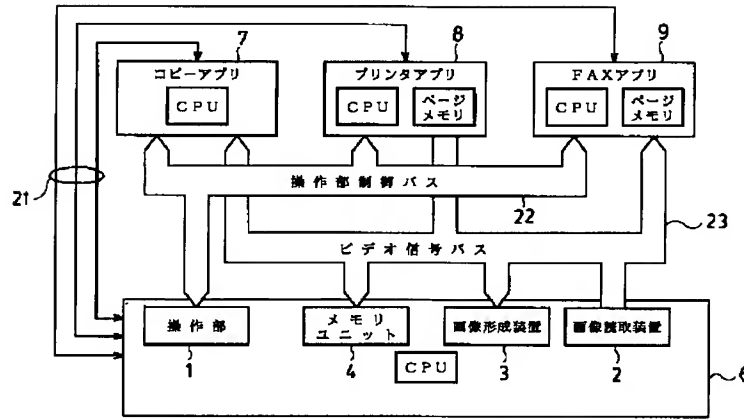 7
8
9
コピーアプリ
CPU
プリンタアプリ
CPU
ページ
メモリ
FAXアプリ
CPU
ページ
メモリ
21
操作部制御バス
22
23
ビデオ信号バス
操作部
メモリ
ユニット
画像形成装置
画像読取装置
1
4
CPU
3
2
6